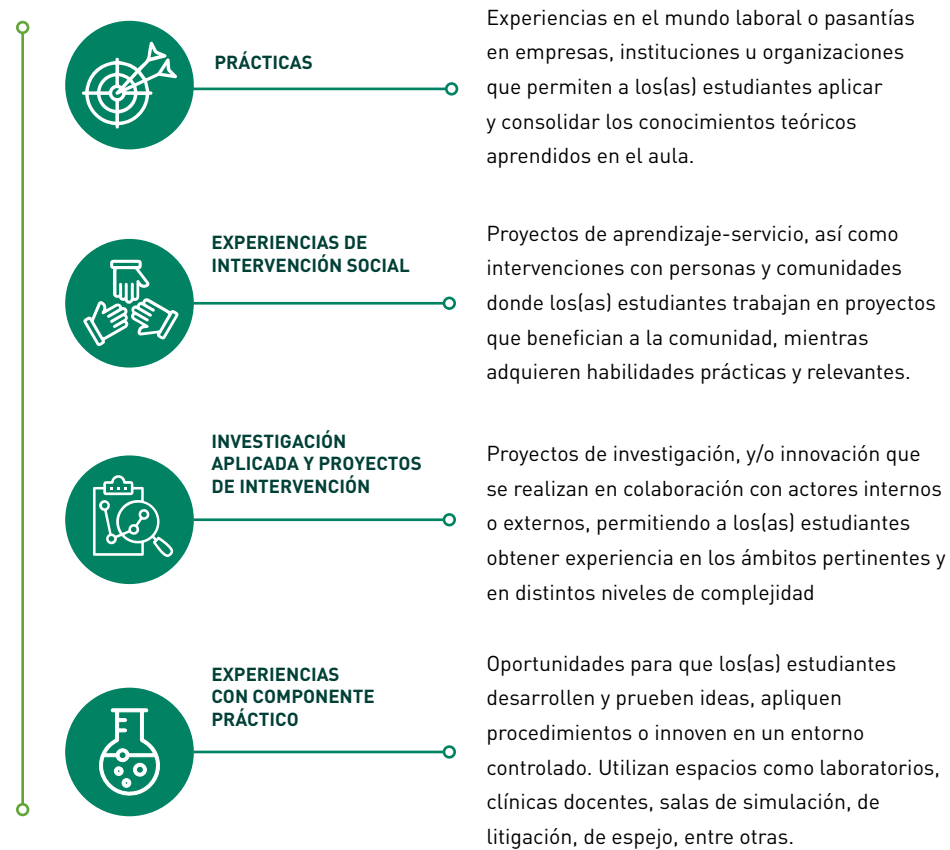 PRÁCTICAS
Experiencias en el mundo laboral o pasantías
en empresas, instituciones u organizaciones
que permiten a los(as) estudiantes aplicar
y consolidar los conocimientos teóricos
aprendidos en el aula.
EXPERIENCIAS DE
INTERVENCIÓN SOCIAL
Proyectos de aprendizaje-servicio, así como
intervenciones con personas y comunidades
donde los(as) estudiantes trabajan en proyectos
que benefician a la comunidad, mientras
adquieren habilidades prácticas y relevantes.
INVESTIGACIÓN
APLICADA Y PROYECTOS
DE INTERVENCIÓN
Proyectos de investigación, y/o innovación que
se realizan en colaboración con actores internos
o externos, permitiendo a los(as) estudiantes
obtener experiencia en los ámbitos pertinentes y
en distintos niveles de complejidad
EXPERIENCIAS
CON COMPONENTE
PRÁCTICO
Oportunidades para que los(as) estudiantes
desarrollen y prueben ideas, apliquen
procedimientos o innoven en un entorno
controlado. Utilizan espacios como laboratorios,
clínicas docentes, salas de simulación, de
litigación, de espejo, entre otras.